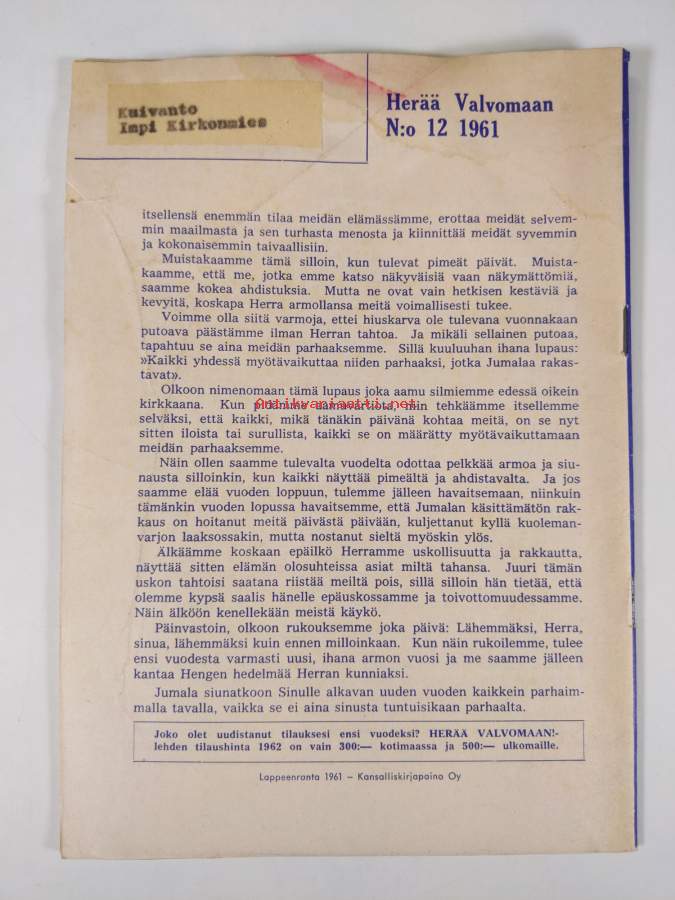 Kuivanto
Impi Kirkonmies
Herää Valvomaan
N:o 12 1961
itsellensä enemmän tilaa meidän elämässämme, erottaa meidät selvem-
min maailmasta ja sen turhasta menosta ja kiinnittää meidät syvemmin
ja kokonaisemmin taivaallisiin.
Muistakaamme tämä silloin, kun tulevat pimeät päivät. Muista-
kaamme, että me, jotka emme katso näkyväisiä vaan näkymättömiä,
saamme kokea ahdistuksia. Mutta ne ovat vain hetkisen kestäviä ja
kevyitä, koskapa Herra armollansa meitä voimallisesti tukee.
Voimme olla siitä varmoja, ettei hiuskarva ole tulevana vuonnakaan
putoava päästämme ilman Herran tahtoa. Ja mikäli sellainen putoaa,
tapahtuu se aina meidän parhaaksemme. Sillä kuuluuhan ihana lupaus:
»Kaikki yhdessä myötävaikuttaa niiden parhaaksi, jotka Jumalaa rakas-
tavat».
Olkoon nimenomaan tämä lupaus joka aamu silmiemme edessä oikein
kirkkaana. Kun pidämme aamuvartiota, niin tehkäämme itsellemme
Antikvariaatti.net
selväksi, että kaikki, mikä tänäkin päivänä kohtaa meitä, on se nyt
sitten iloista tai surullista, kaikki se on määrätty myötävaikuttamaan
meidän parhaaksemme.
Näin ollen saamme tulevalta vuodelta odottaa pelkkää armoa ja siu-
nausta silloinkin, kun kaikki näyttää pimeältä ja ahdistavalta. Ja jos
saamme elää vuoden loppuun, tulemme jälleen havaitsemaan, niinkuin
tämänkin vuoden lopussa havaitsemme, että Jumalan käsittämätön rak-
kaus on hoitanut meitä päivästä päivään, kuljettanut kyllä kuoleman-
varjon laaksossakin, mutta nostanut sieltä myöskin ylös.
Älkäämme koskaan epäilkö Herramme uskollisuutta ja rakkautta,
näyttää sitten elämän olosuhteissa asiat miltä tahansa. Juuri tämän
uskon tahtoisi saatana riistää meiltä pois, sillä silloin hän tietää, että
olemme kypsä saalis hänelle epäuskossamme ja toivottomuudessamme.
Näin älköön kenellekään meistä käykö.
Päinvastoin, olkoon rukouksemme joka päivä: Lähemmäksi, Herra,
sinua, lähemmäksi kuin ennen milloinkaan. Kun näin rukoilemme, tulee
ensi vuodesta varmasti uusi, ihana armon vuosi ja me saamme jälleen
kantaa Hengen hedelmää Herran kunniaksi.
Jumala siunatkoon Sinulle alkavan uuden vuoden kaikkein parhaim-
malla tavalla, vaikka se ei aina sinusta tuntuisikaan parhaalta.
Joko olet uudistanut tilauksesi ensi vuodeksi? HERÄÄ VALVOMAAN!-
lehden tilaushinta 1962 on vain 300:— kotimaassa ja 500:— ulkomaille.
Lappeenranta 1961 – Kansalliskirjapaino Oy